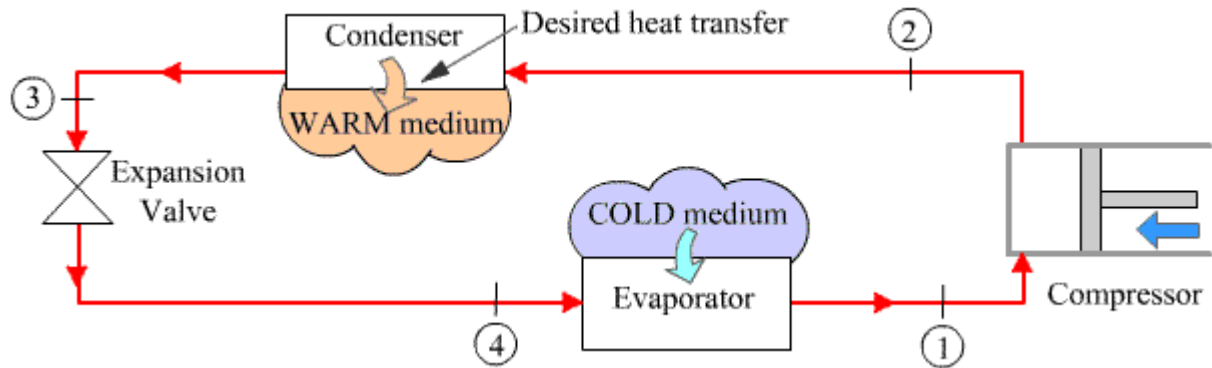 Condenser
Desired heat transfer
2
3
WARM medium
Expansion
Valve
COLD medium
Evaporator
Compressor
4
1